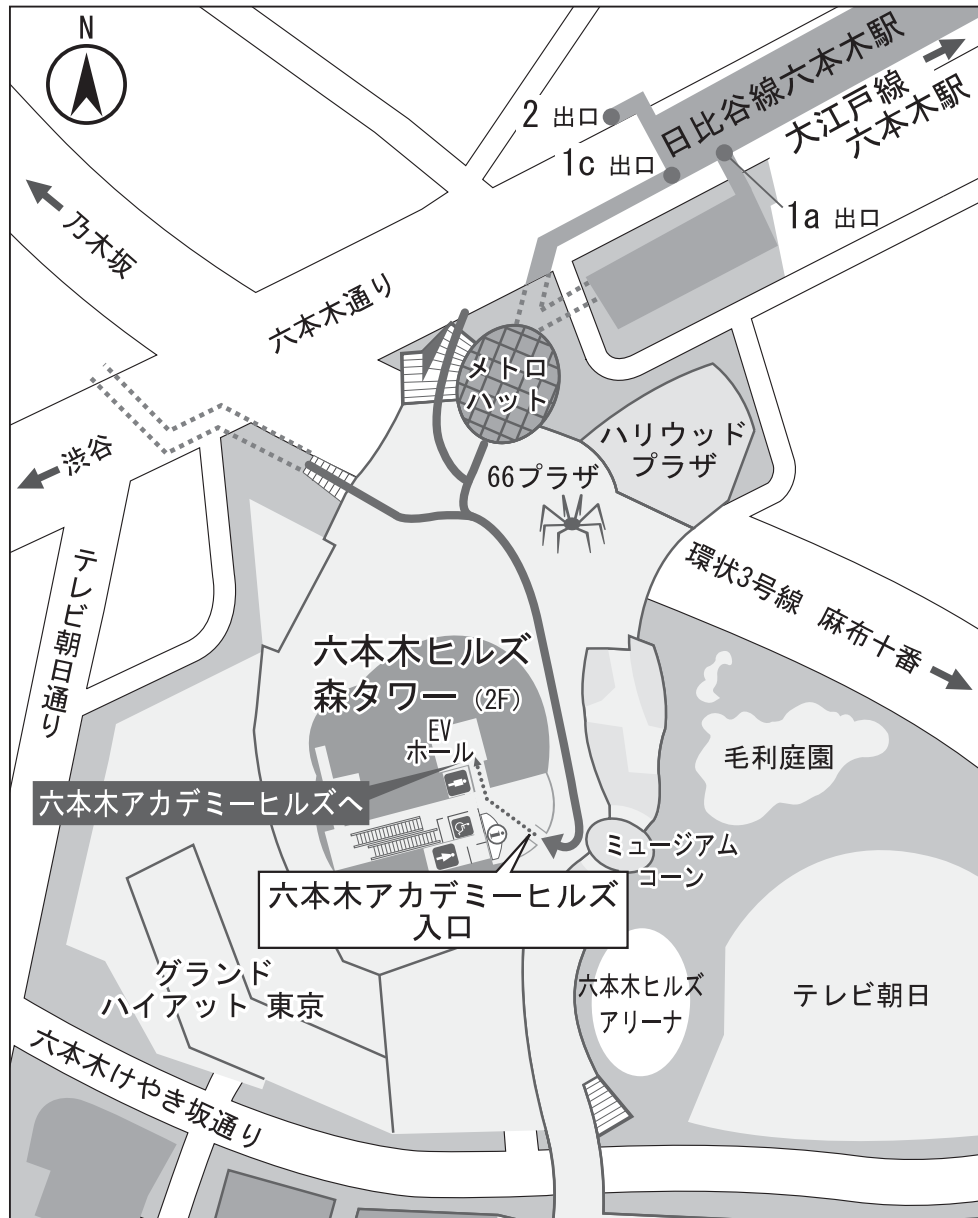 N
日比谷線六本木駅
大江戸線
六本木駅
2 出口
1c 出口
1a 出口
乃木坂
六本木通り
メトロ
ハット
ハリウッド
プラザ
66プラザ
渋谷
テレビ朝日通り
環状3号線 麻布十番
六本木ヒルズ
森タワー (2F)
EV
ホール
毛利庭園
六本木アカデミーヒルズへ
ミュージアム
コーン
六本木アカデミーヒルズ
入口
グランド
ハイアット 東京
六本木ヒルズ
アリーナ
テレビ朝日
六本木けやき坂通り